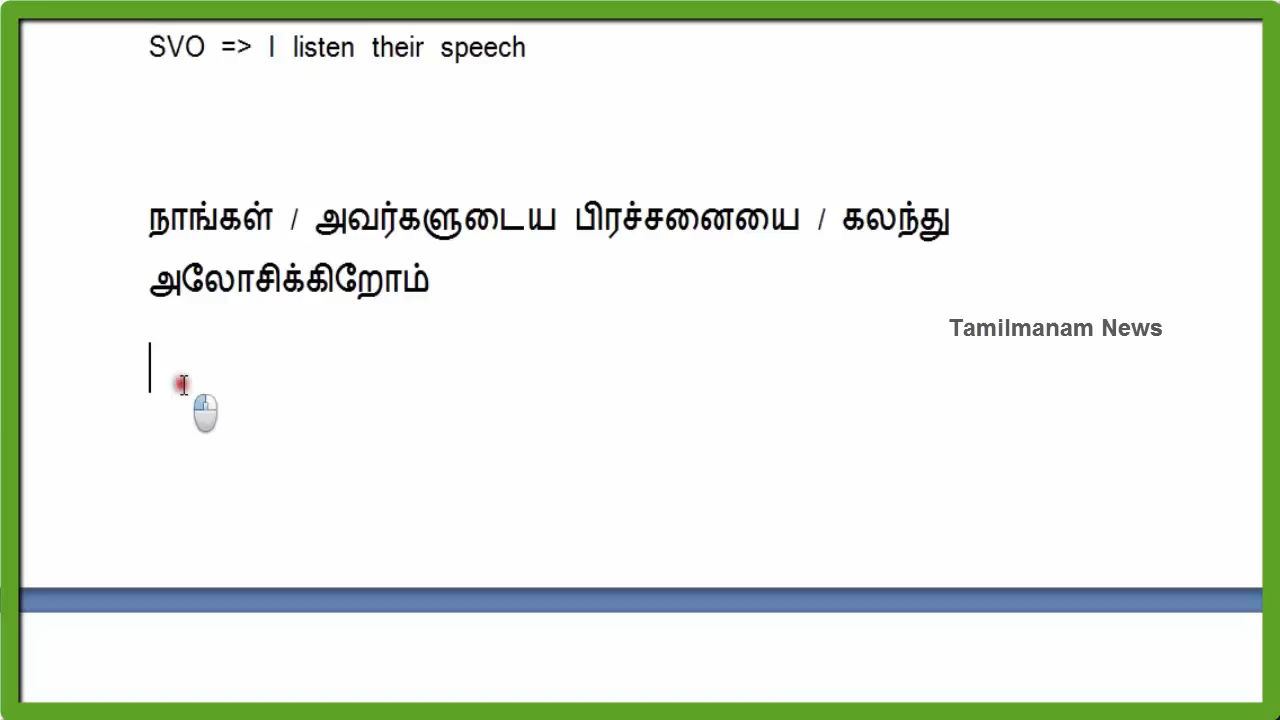 SVO => I listen their speech
நாங்கள் / அவர்களுடைய பிரச்சனையை / கலந்து
அலோசிக்கிறோம்
Tamilmanam News